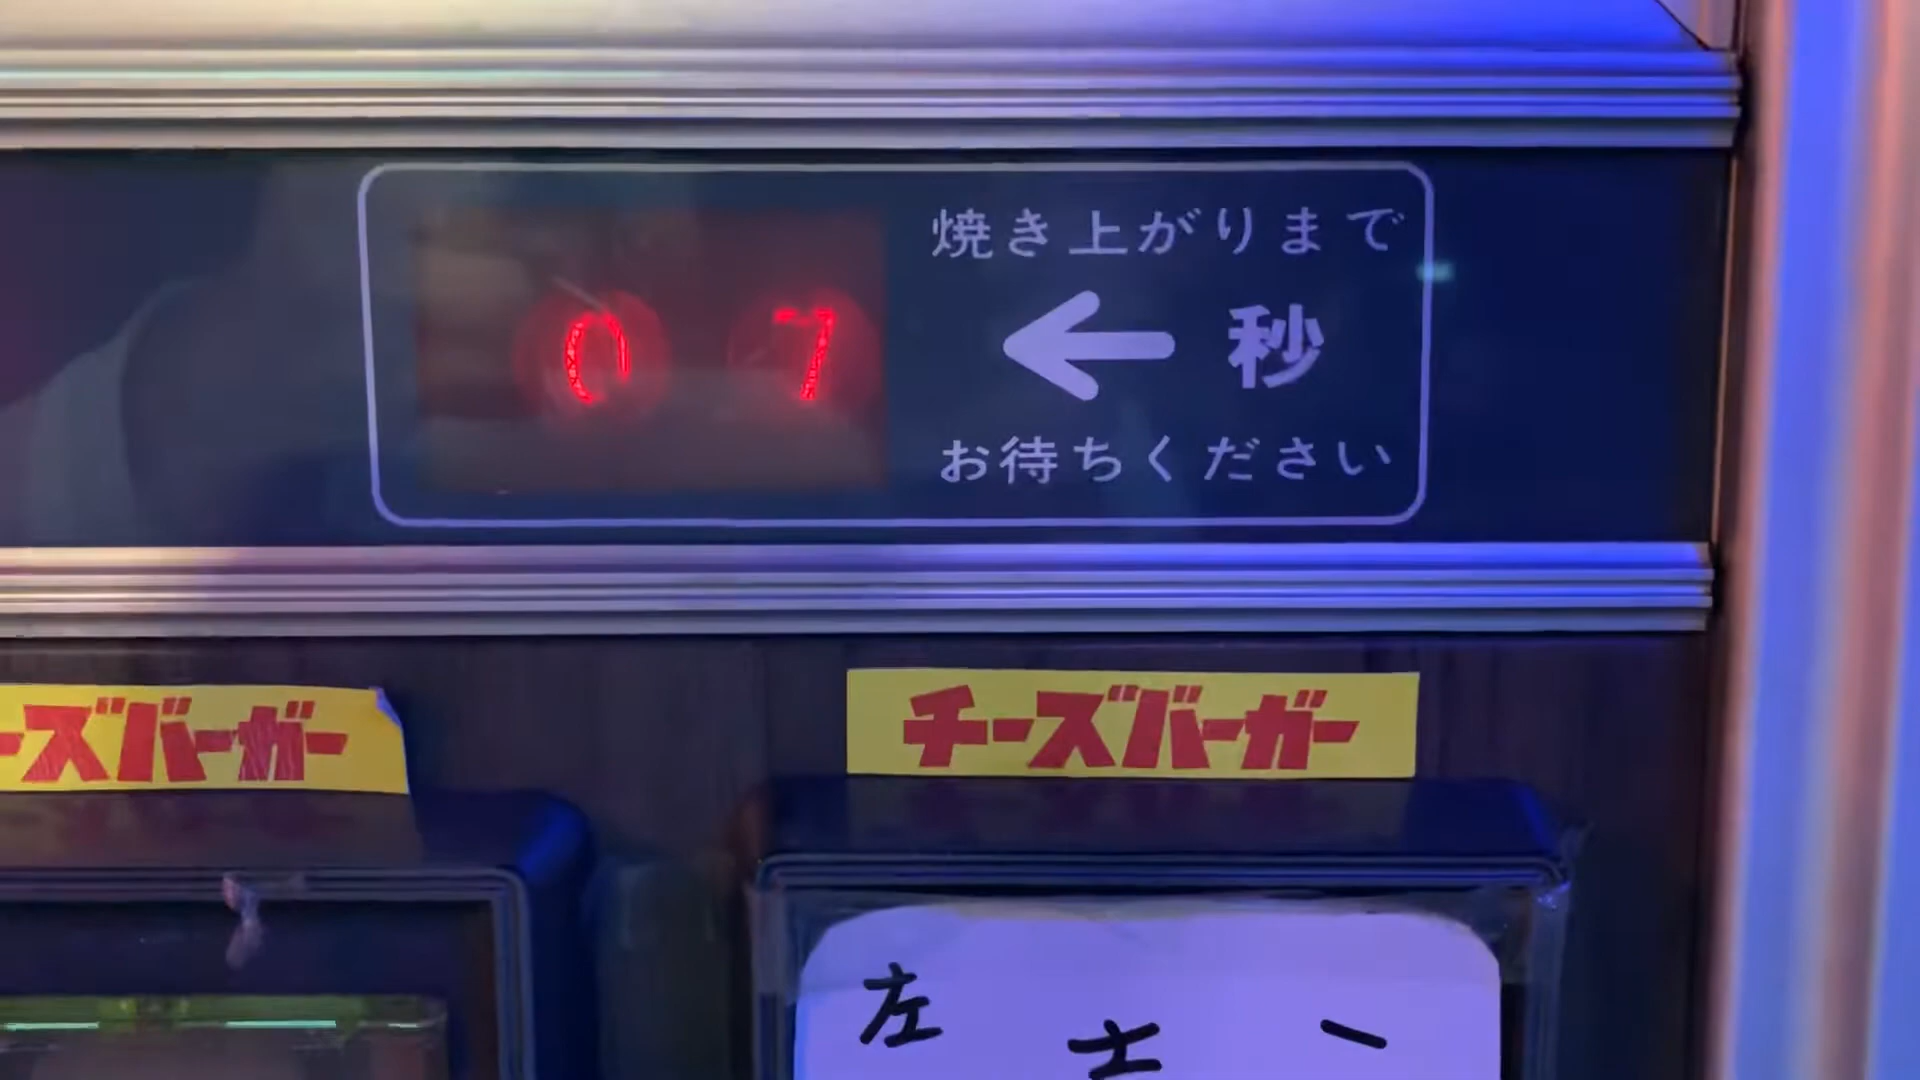 焼き上がりまで
07 ← 秒
お待ちください
ーズバーガー
チーズバーガー
左